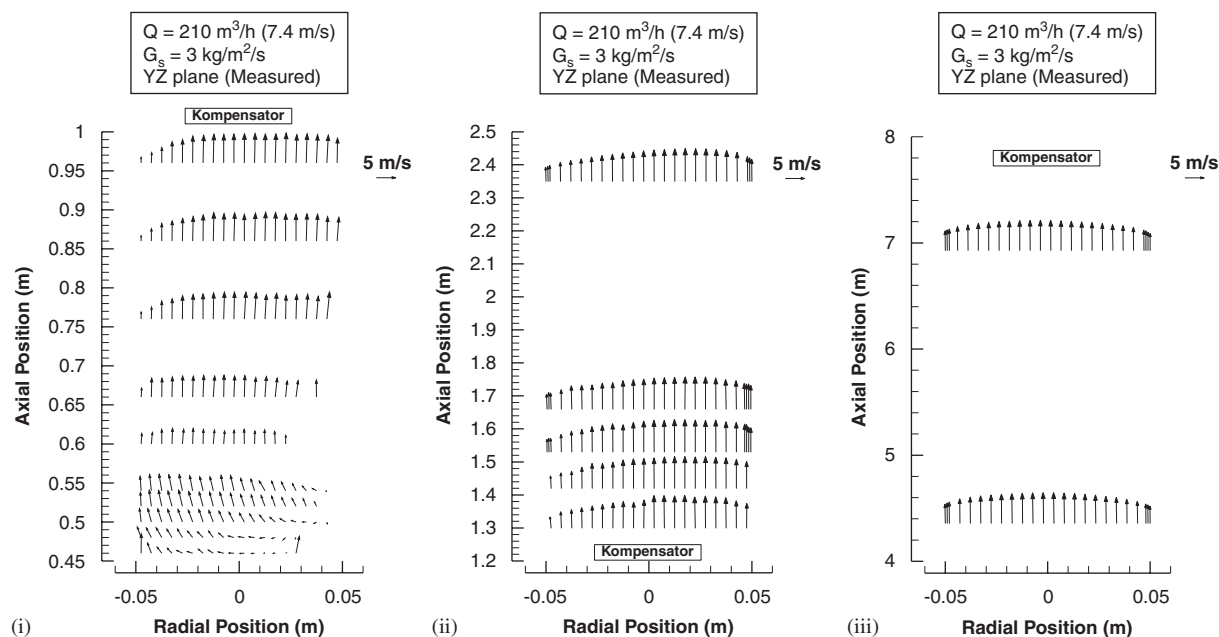 Q = 210 m³/h (7.4 m/s)
Gₛ = 3 kg/m²/s
YZ plane (Measured)
Kompensator
5 m/s
1
0.95
0.9
0.85
0.8
0.75
0.7
0.65
0.6
0.55
0.5
0.45
Axial Position (m)
-0.05
0
0.05
Radial Position (m)
(i)
Q = 210 m³/h (7.4 m/s)
Gₛ = 3 kg/m²/s
YZ plane (Measured)
5 m/s
2.5
2.4
2.3
2.2
2.1
2
1.9
1.8
1.7
1.6
1.5
1.4
1.3
1.2
Axial Position (m)
Kompensator
-0.05
0
0.05
Radial Position (m)
(ii)
Q = 210 m³/h (7.4 m/s)
Gₛ = 3 kg/m²/s
YZ plane (Measured)
Kompensator
5 m/s
8
7
6
5
4
Axial Position (m)
-0.05
0
0.05
Radial Position (m)
(iii)